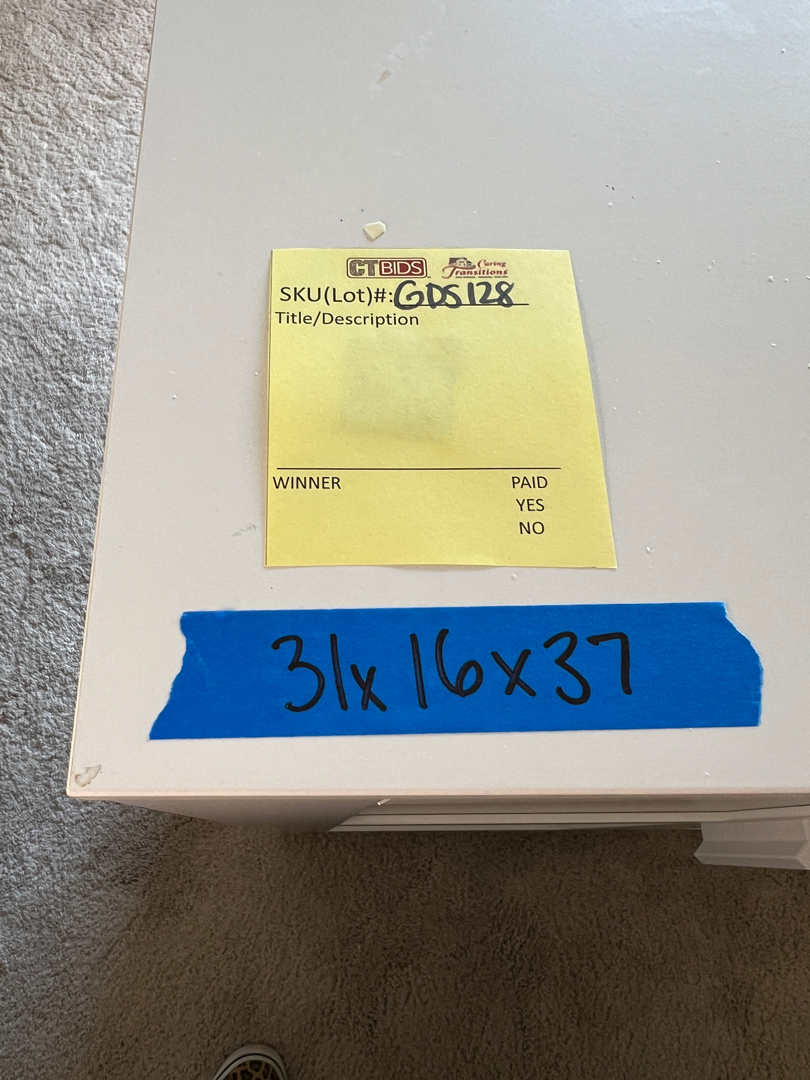 CTBIDS Caring Transitions
SKU(Lot)#: GDS128
Title/Description
WINNER PAID
YES
NO
31x16x37